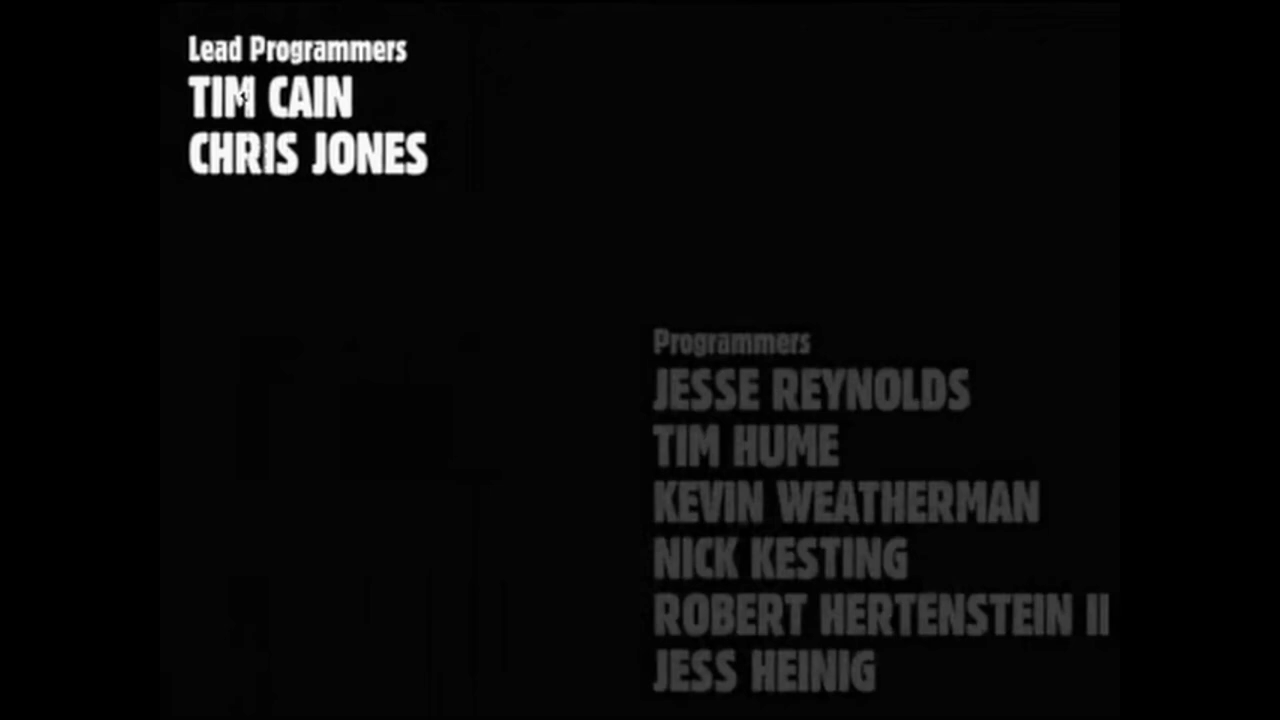 Lead Programmers
TIM CAIN
CHRIS JONES
Programmers
JESSE REYNOLDS
TIM HUME
KEVIN WEATHERMAN
NICK KESTING
ROBERT HERTENSTEIN II
JESS HEINIG